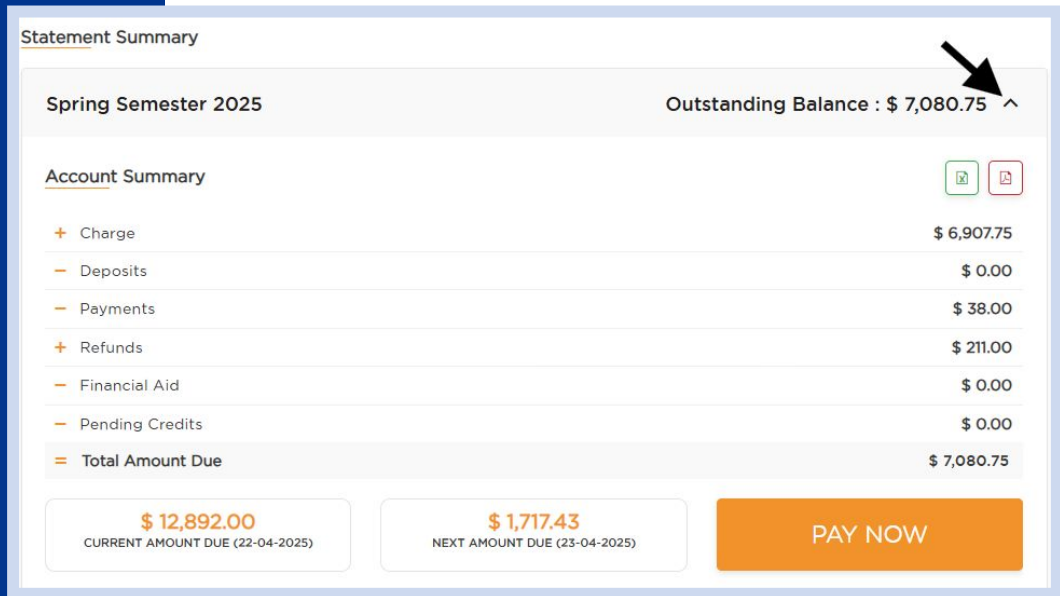 Statement Summary
Spring Semester 2025 Outstanding Balance : $ 7,080.75
Account Summary
+ Charge $ 6,907.75
− Deposits $ 0.00
− Payments $ 38.00
+ Refunds $ 211.00
− Financial Aid $ 0.00
− Pending Credits $ 0.00
= Total Amount Due $ 7,080.75
$ 12,892.00 $ 1,717.43 PAY NOW
CURRENT AMOUNT DUE (22-04-2025) NEXT AMOUNT DUE (23-04-2025)